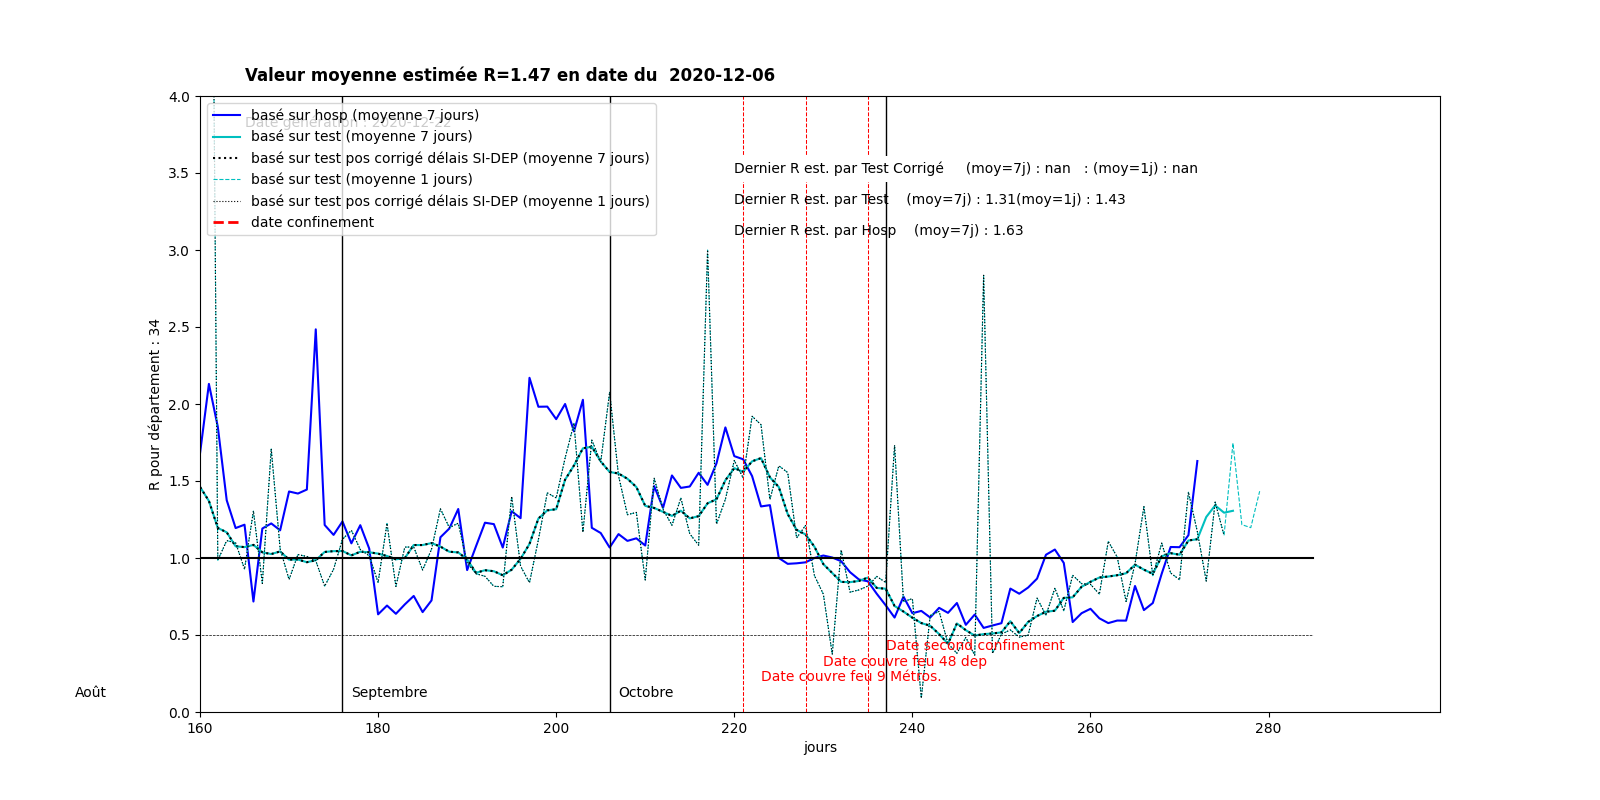 Valeur moyenne estimée R=1.47 en date du  2020-12-06
Date génération : 2020-12-22
basé sur hosp (moyenne 7 jours)
basé sur test (moyenne 7 jours)
basé sur test pos corrigé délais SI-DEP (moyenne 7 jours)
basé sur test (moyenne 1 jours)
basé sur test pos corrigé délais SI-DEP (moyenne 1 jours)
date confinement
Dernier R est. par Test Corrigé     (moy=7j) : nan   : (moy=1j) : nan
Dernier R est. par Test    (moy=7j) : 1.31(moy=1j) : 1.43
Dernier R est. par Hosp    (moy=7j) : 1.63
R pour département : 34
4.0
3.5
3.0
2.5
2.0
1.5
1.0
0.5
0.0
Date second confinement
Date couvre feu 48 dep
Date couvre feu 9 Métros.
Août
Septembre
Octobre
160
180
200
220
240
260
280
jours